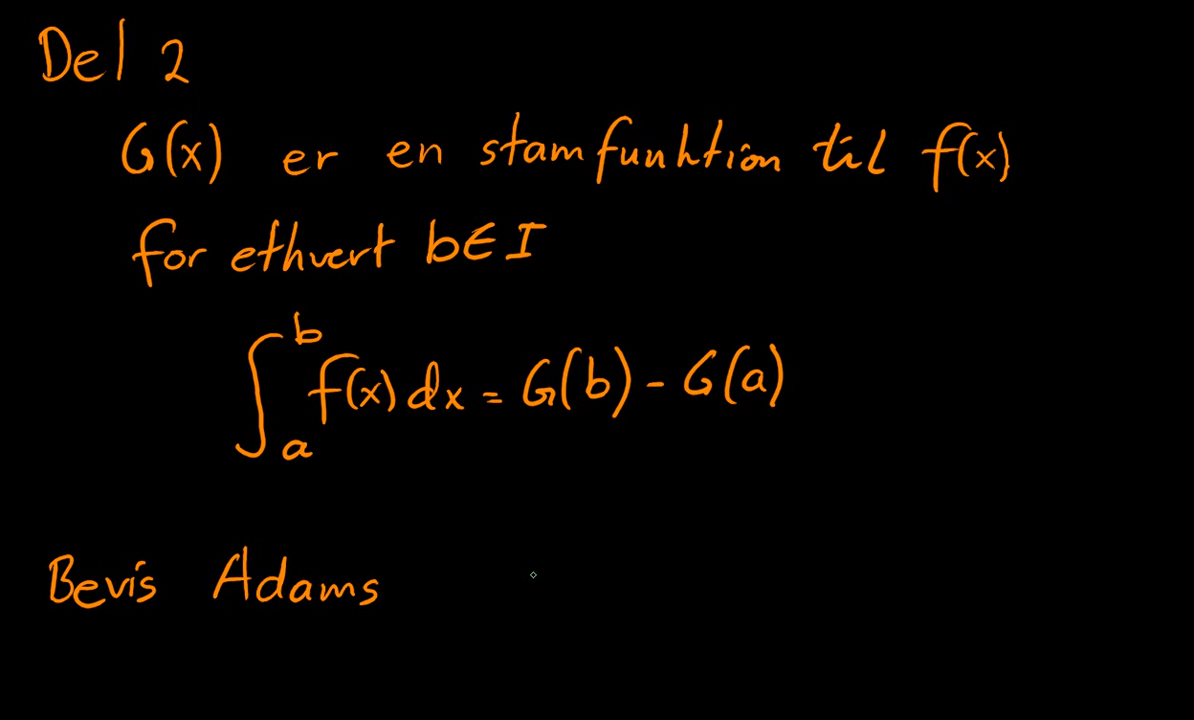 Del 2
G(x) er en stamfunktion til f(x)
for ethvert b∈I
∫_a^b f(x) dx = G(b) - G(a)
Bevis Adams